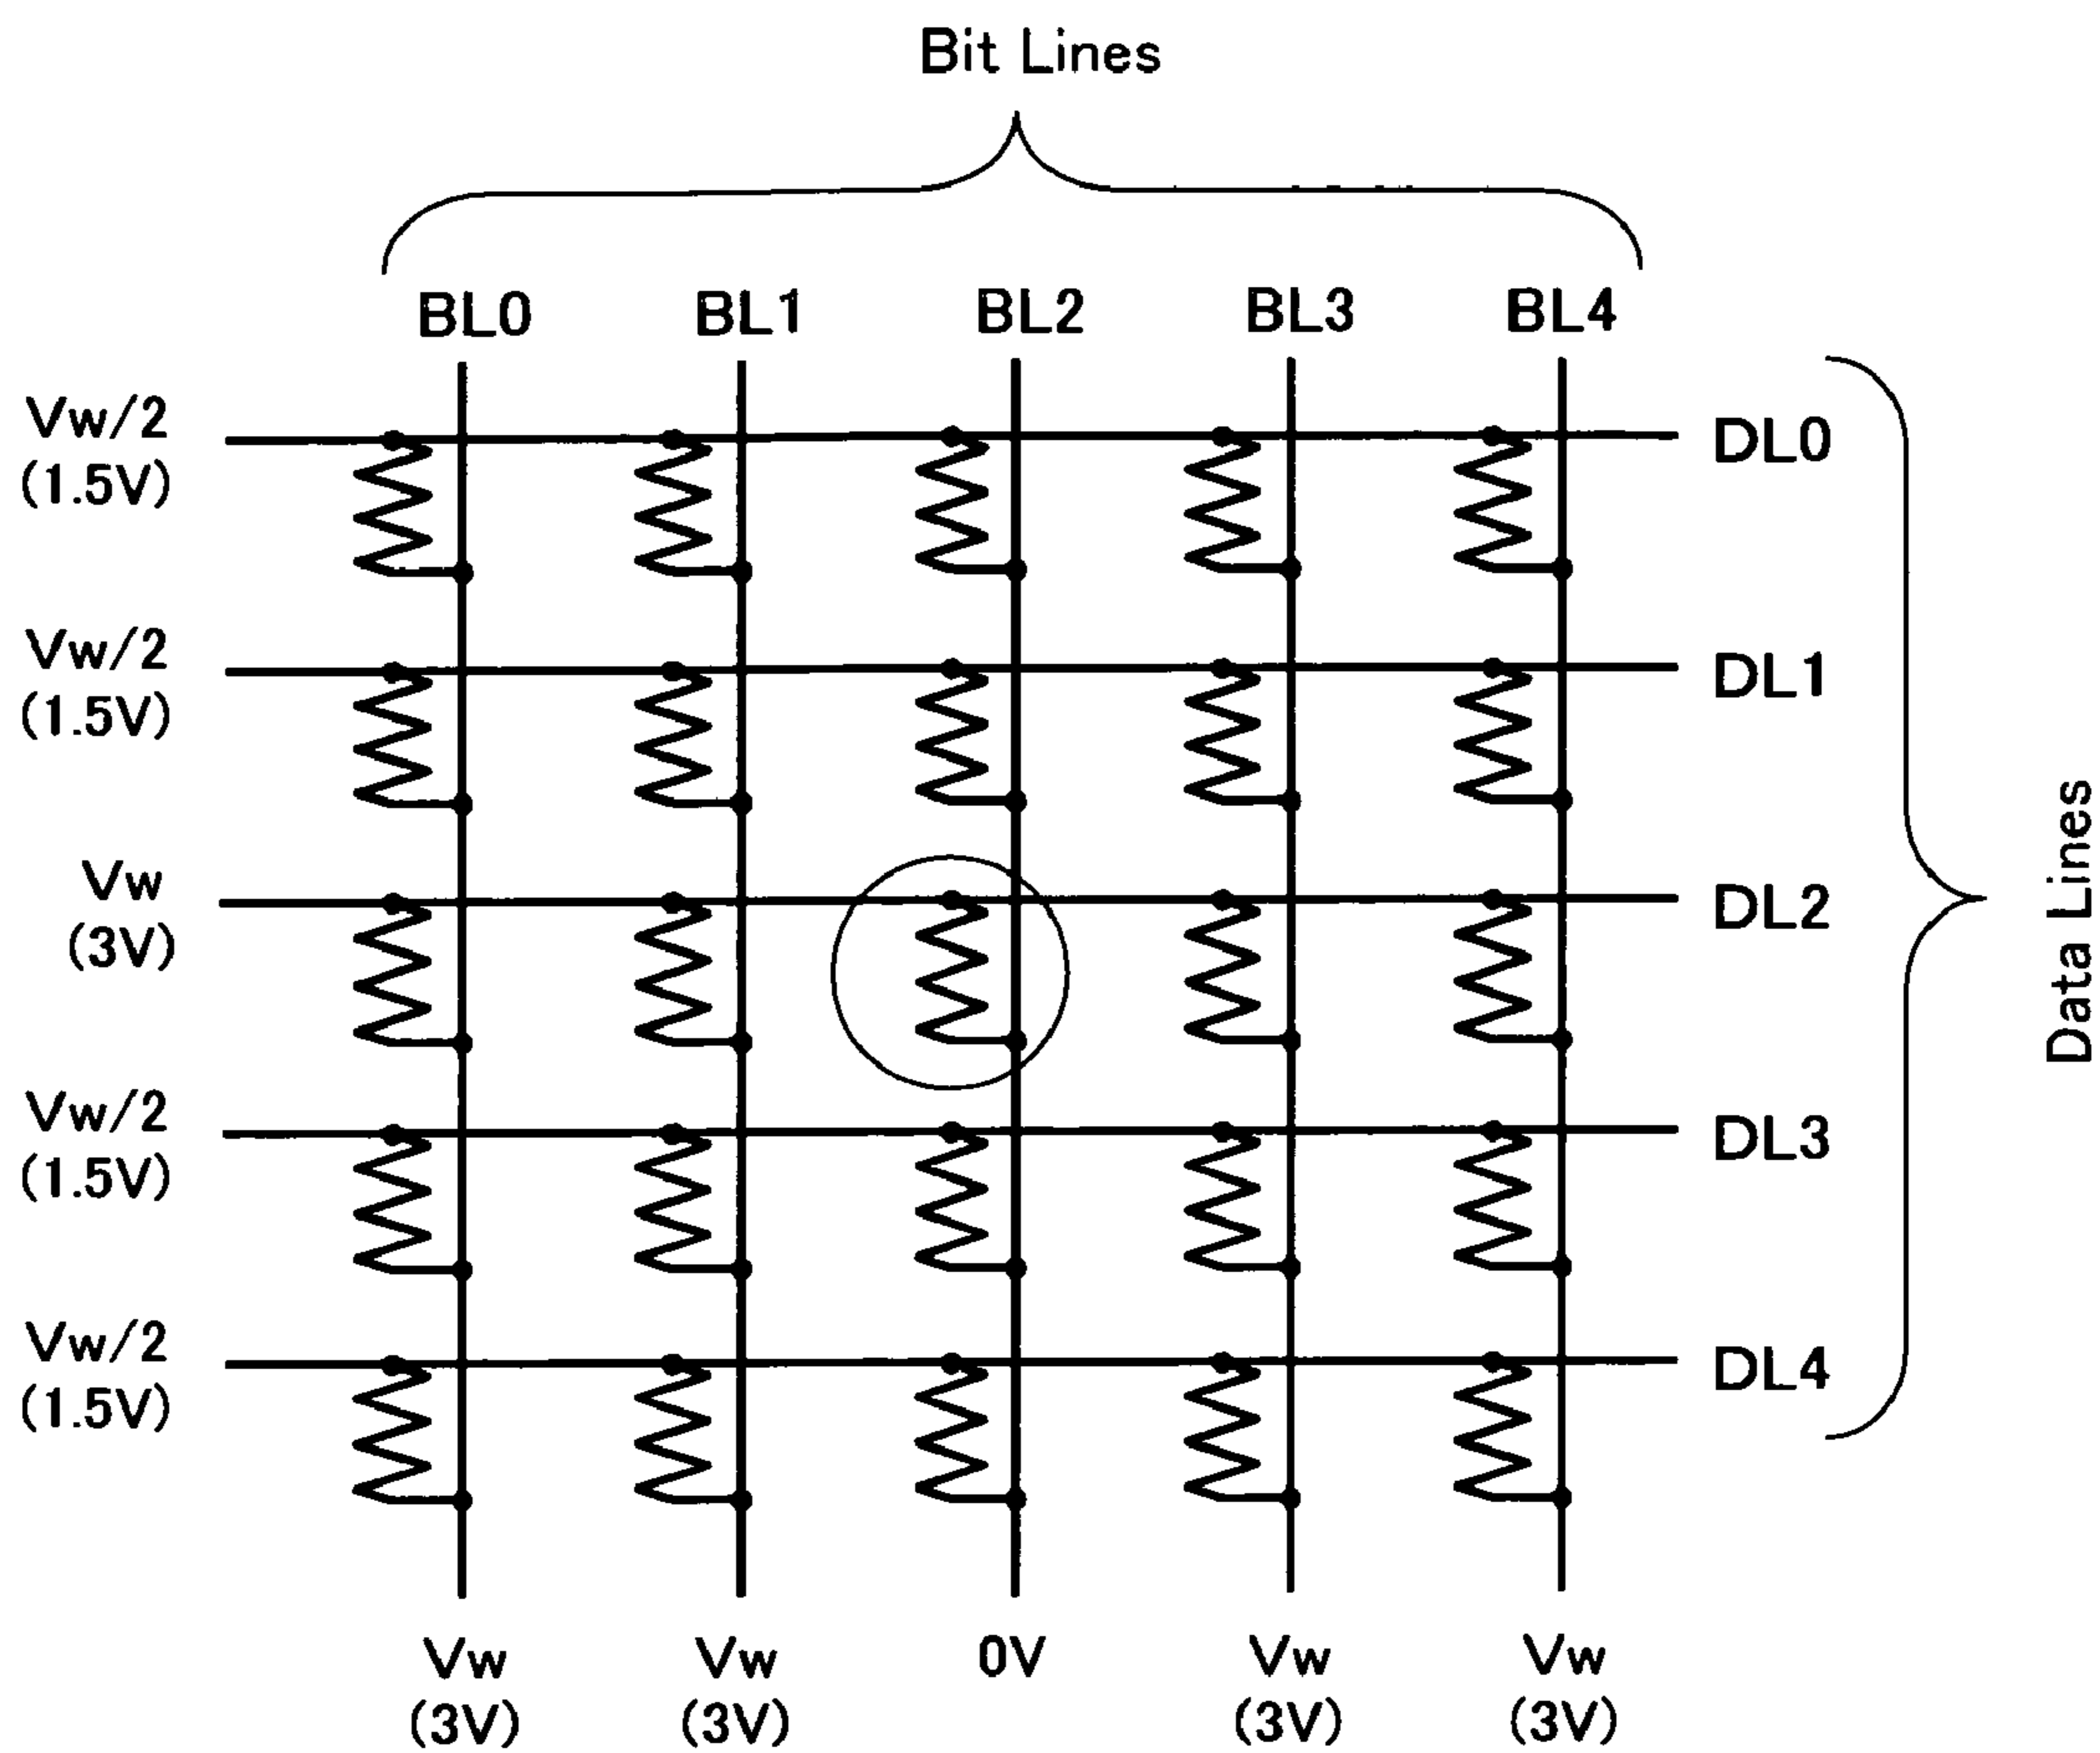 Bit Lines
BL0 BL1 BL2 BL3 BL4
Vw/2
(1.5V)
DL0
Vw/2
(1.5V)
DL1
Vw
(3V)
DL2
Vw/2
(1.5V)
DL3
Vw/2
(1.5V)
DL4
Data Lines
Vw Vw 0V Vw Vw
(3V) (3V) (3V) (3V)